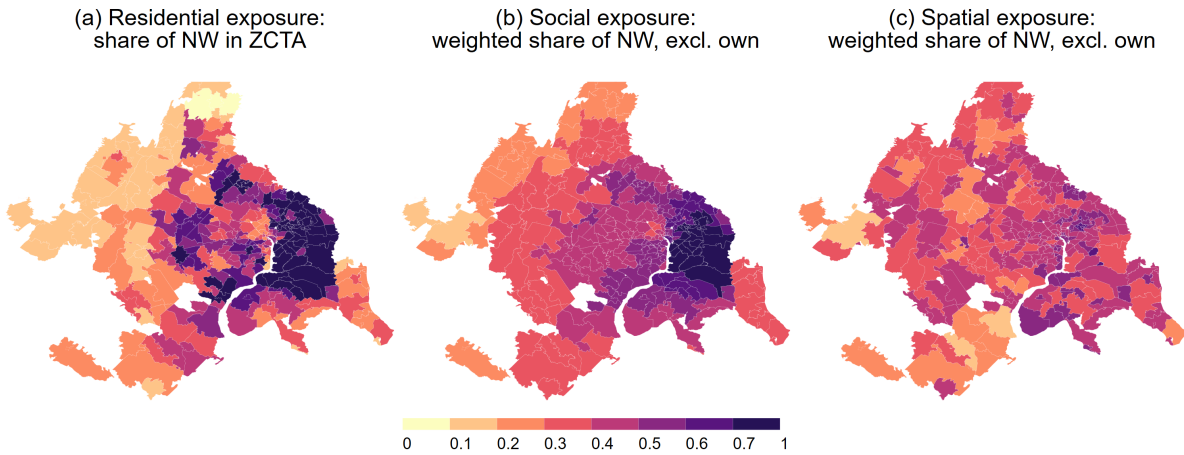 (a) Residential exposure:
share of NW in ZCTA
(b) Social exposure:
weighted share of NW, excl. own
(c) Spatial exposure:
weighted share of NW, excl. own
0 0.1 0.2 0.3 0.4 0.5 0.6 0.7 1